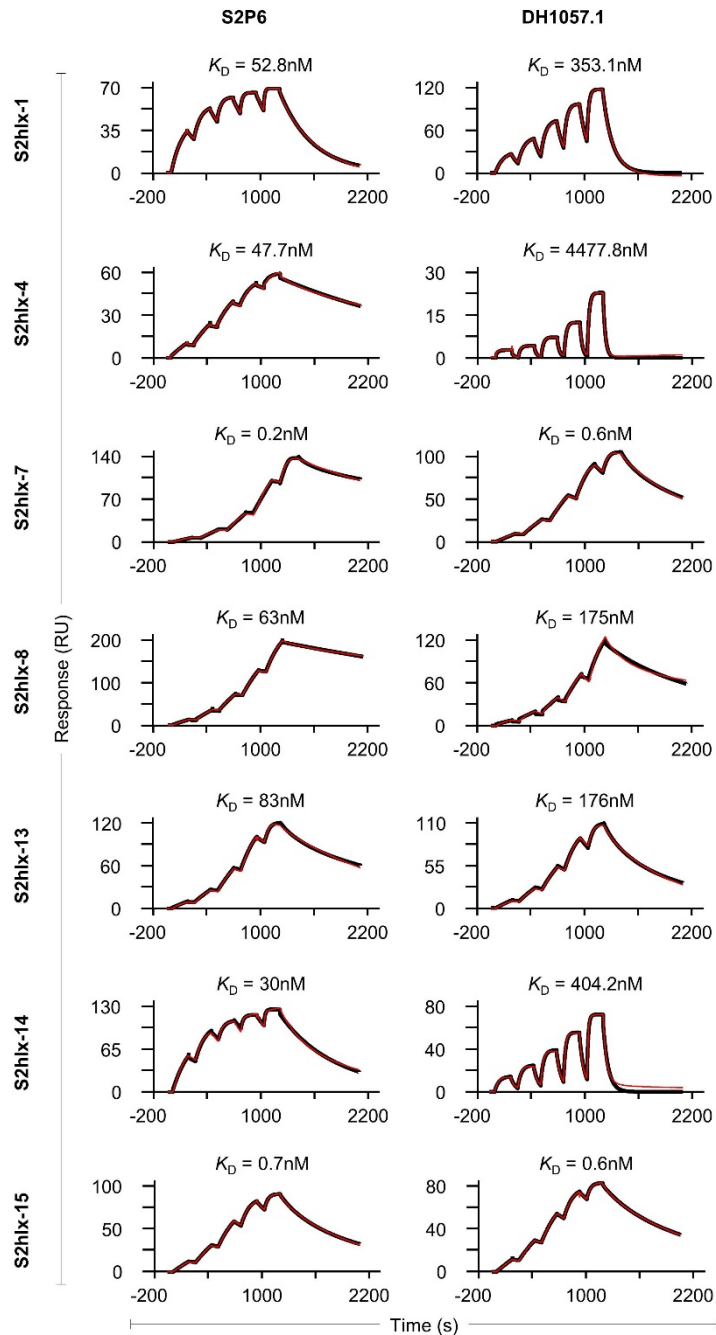 S2P6 DH1057.1
S2hlx-1
KD = 52.8nM
70
35
0
-200 1000 2200
KD = 353.1nM
120
60
0
-200 1000 2200
S2hlx-4
KD = 47.7nM
60
30
0
-200 1000 2200
KD = 4477.8nM
30
15
0
-200 1000 2200
S2hlx-7
KD = 0.2nM
140
70
0
-200 1000 2200
KD = 0.6nM
100
50
0
-200 1000 2200
Response (RU)
S2hlx-8
KD = 63nM
200
100
0
-200 1000 2200
KD = 175nM
120
60
0
-200 1000 2200
S2hlx-13
KD = 83nM
120
60
0
-200 1000 2200
KD = 176nM
110
55
0
-200 1000 2200
S2hlx-14
KD = 30nM
130
65
0
-200 1000 2200
KD = 404.2nM
80
40
0
-200 1000 2200
S2hlx-15
KD = 0.7nM
100
50
0
-200 1000 2200
KD = 0.6nM
80
40
0
-200 1000 2200
Time (s)